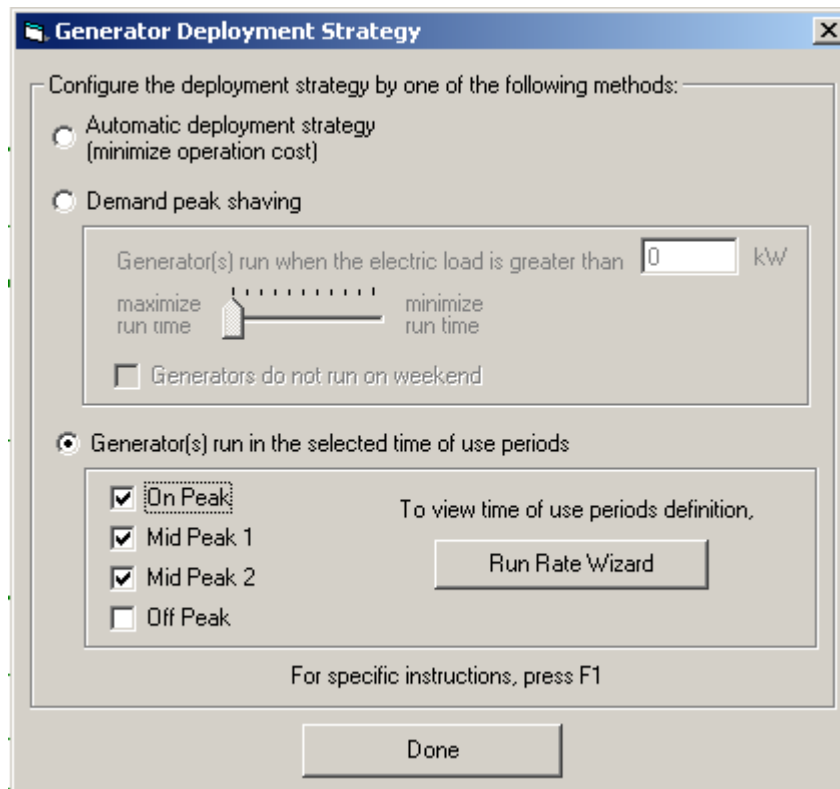 Generator Deployment Strategy
Configure the deployment strategy by one of the following methods:
Automatic deployment strategy
(minimize operation cost)
Demand peak shaving
Generator(s) run when the electric load is greater than 0 kW
maximize minimize
run time run time
Generators do not run on weekend
Generator(s) run in the selected time of use periods
On Peak
To view time of use periods definition,
Mid Peak 1
Run Rate Wizard
Mid Peak 2
Off Peak
For specific instructions, press F1
Done